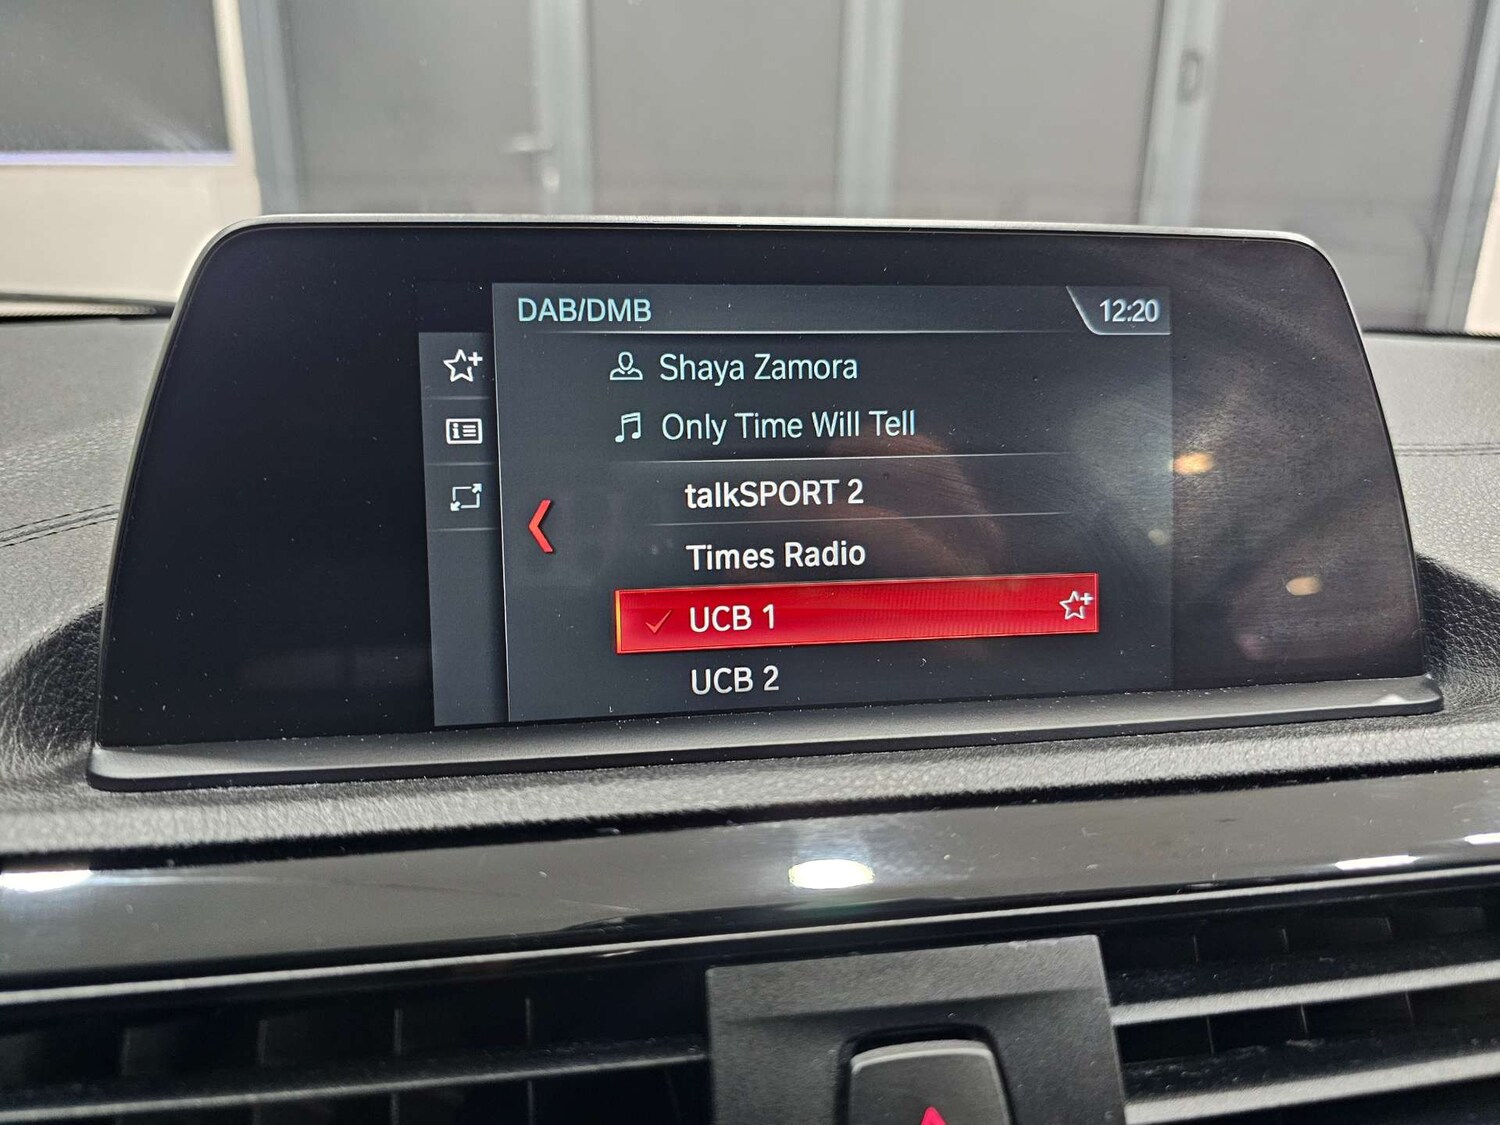 DAB/DMB
12:20
Shaya Zamora
Only Time Will Tell
talkSPORT 2
Times Radio
UCB 1
UCB 2